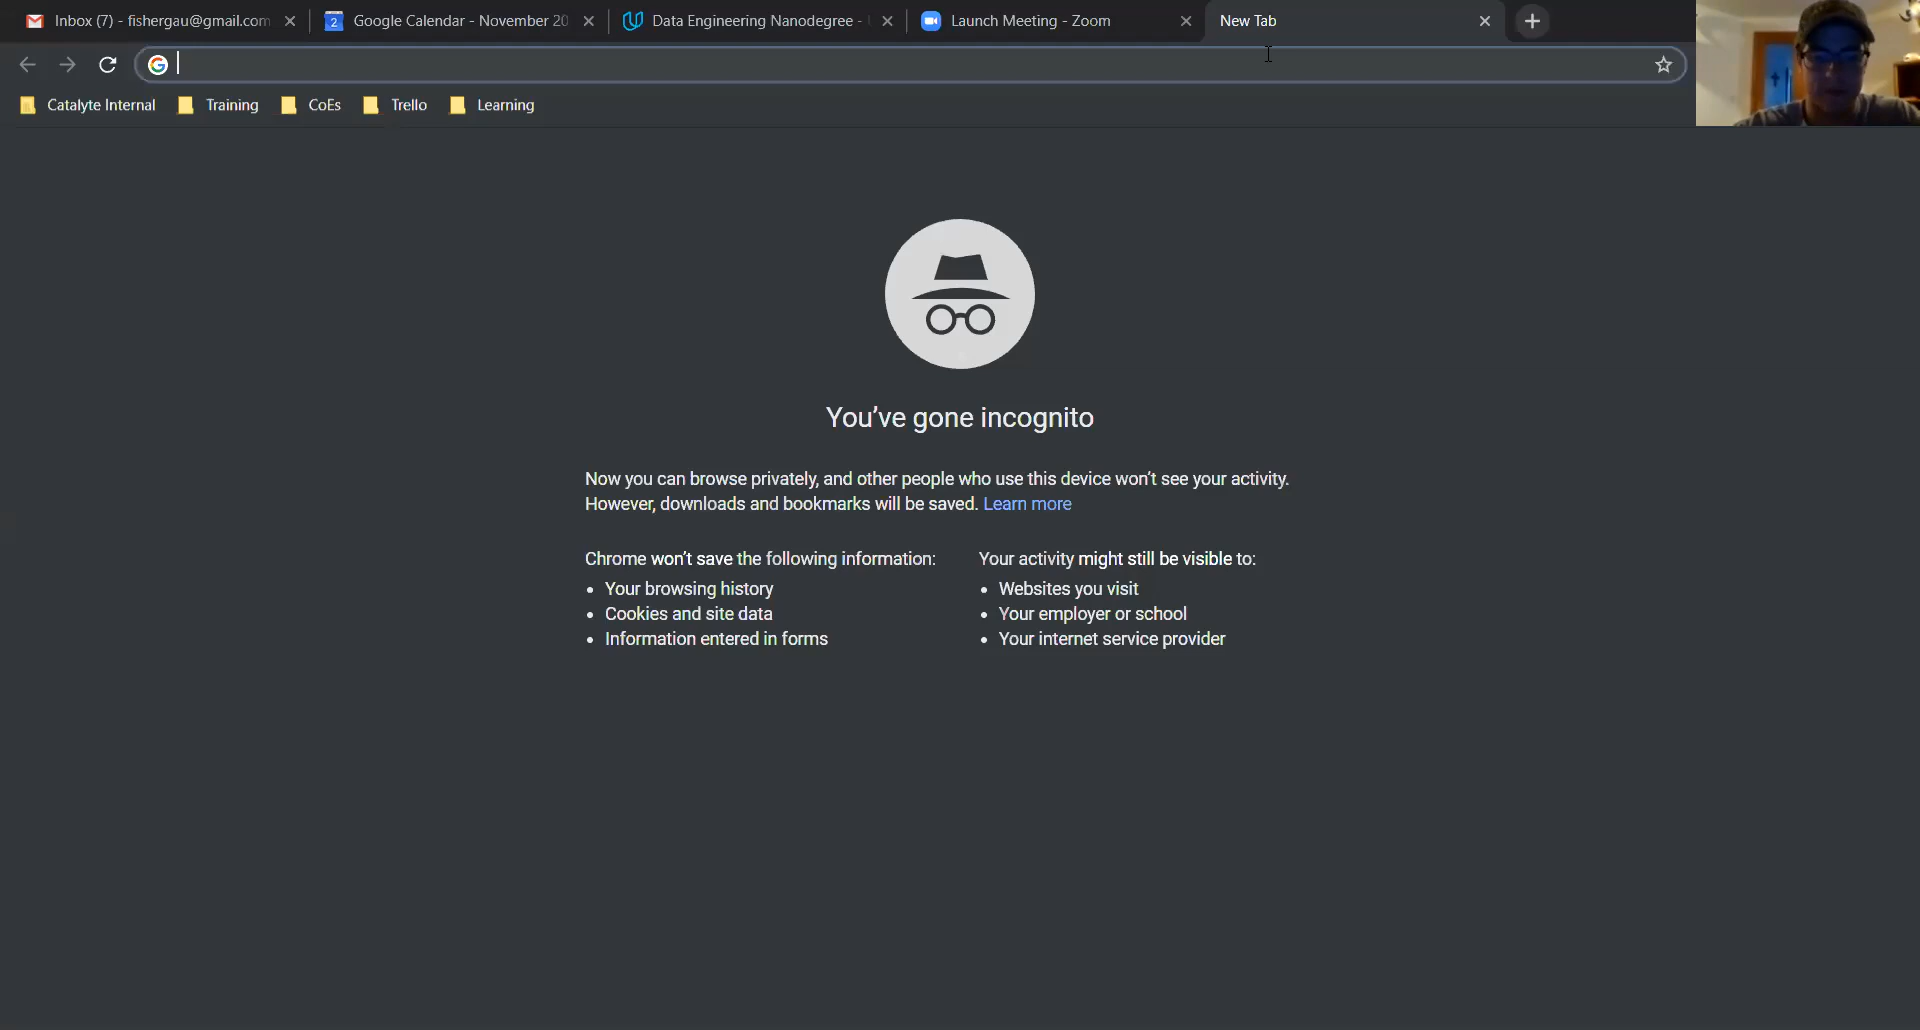 Inbox (7) - fishergau@gmail.com
Google Calendar - November 20
Data Engineering Nanodegree -
Launch Meeting - Zoom
New Tab
Catalyte Internal
Training
CoEs
Trello
Learning
You've gone incognito
Now you can browse privately, and other people who use this device won't see your activity.
However, downloads and bookmarks will be saved. Learn more
Chrome won't save the following information:
• Your browsing history
• Cookies and site data
• Information entered in forms
Your activity might still be visible to:
• Websites you visit
• Your employer or school
• Your internet service provider